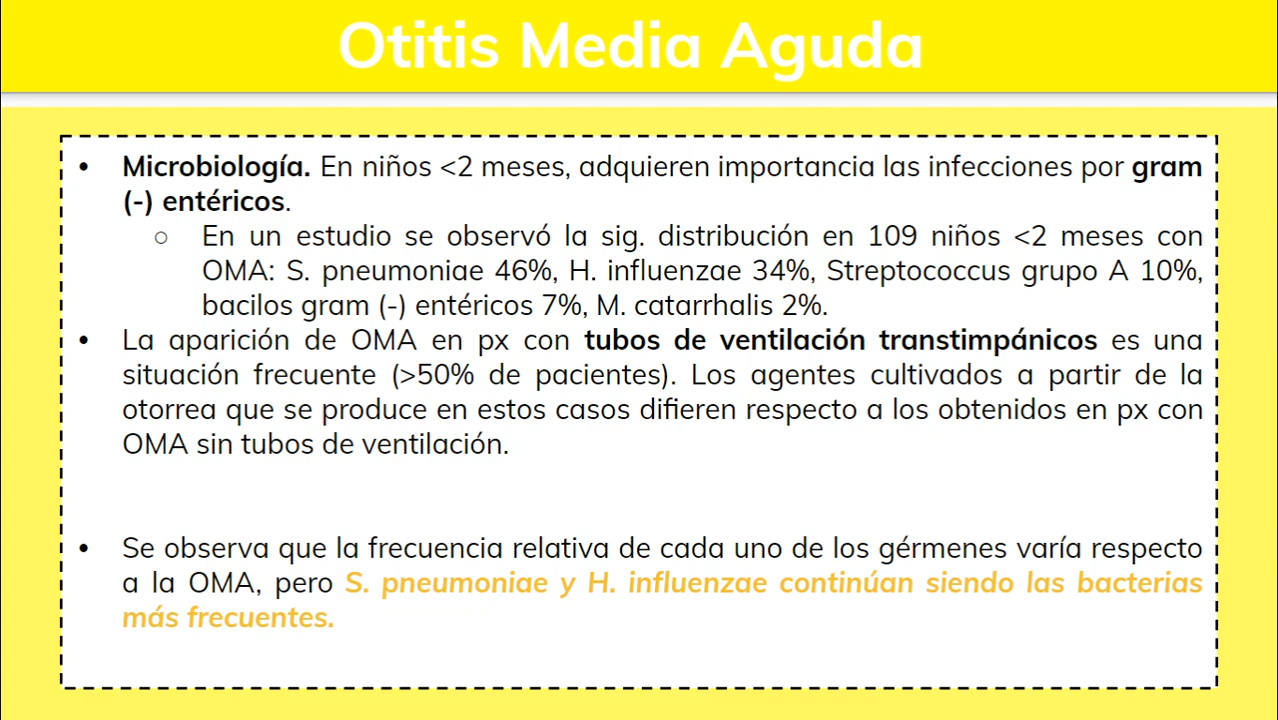 Otitis Media Aguda
• Microbiología. En niños <2 meses, adquieren importancia las infecciones por gram
(-) entéricos.
○ En un estudio se observó la sig. distribución en 109 niños <2 meses con
OMA: S. pneumoniae 46%, H. influenzae 34%, Streptococcus grupo A 10%,
bacilos gram (-) entéricos 7%, M. catarrhalis 2%.
• La aparición de OMA en px con tubos de ventilación transtimpánicos es una
situación frecuente (>50% de pacientes). Los agentes cultivados a partir de la
otorrea que se produce en estos casos difieren respecto a los obtenidos en px con
OMA sin tubos de ventilación.
• Se observa que la frecuencia relativa de cada uno de los gérmenes varía respecto
a la OMA, pero S. pneumoniae y H. influenzae continúan siendo las bacterias
más frecuentes.